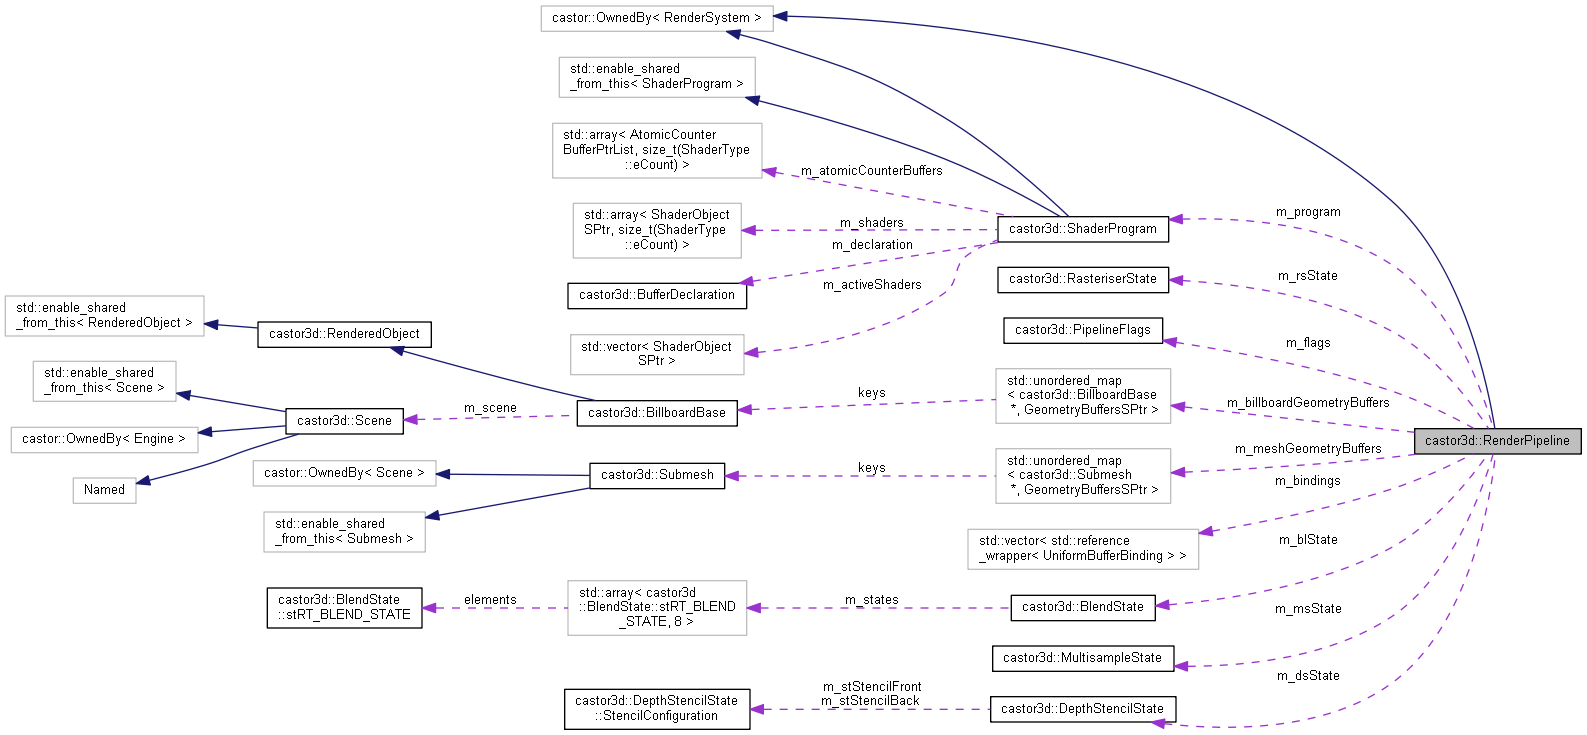 castor::OwnedBy< RenderSystem >
std::enable_shared
_from_this< ShaderProgram >
std::array< AtomicCounter
BufferPtrList, size_t(ShaderType
::eCount) >
m_atomicCounterBuffers
std::array< ShaderObject
SPtr, size_t(ShaderType
::eCount) >
m_shaders
m_declaration
castor3d::ShaderProgram
m_program
castor3d::BufferDeclaration
m_activeShaders
castor3d::RasteriserState
m_rsState
std::enable_shared
_from_this< RenderedObject >
castor3d::RenderedObject
std::vector< ShaderObject
SPtr >
castor3d::PipelineFlags
m_flags
std::enable_shared
_from_this< Scene >
castor3d::Scene
m_scene
castor3d::BillboardBase
keys
std::unordered_map
< castor3d::BillboardBase
*, GeometryBuffersSPtr >
m_billboardGeometryBuffers
castor::OwnedBy< Engine >
castor3d::RenderPipeline
Named
castor::OwnedBy< Scene >
castor3d::Submesh
keys
std::unordered_map
< castor3d::Submesh
*, GeometryBuffersSPtr >
m_meshGeometryBuffers
m_bindings
std::enable_shared
_from_this< Submesh >
std::vector< std::reference
_wrapper< UniformBufferBinding > >
m_blState
castor3d::BlendState
::stRT_BLEND_STATE
elements
std::array< castor3d
::BlendState::stRT_BLEND
_STATE, 8 >
m_states
castor3d::BlendState
m_msState
castor3d::MultisampleState
m_dsState
castor3d::DepthStencilState
::StencilConfiguration
m_stStencilFront
m_stStencilBack
castor3d::DepthStencilState